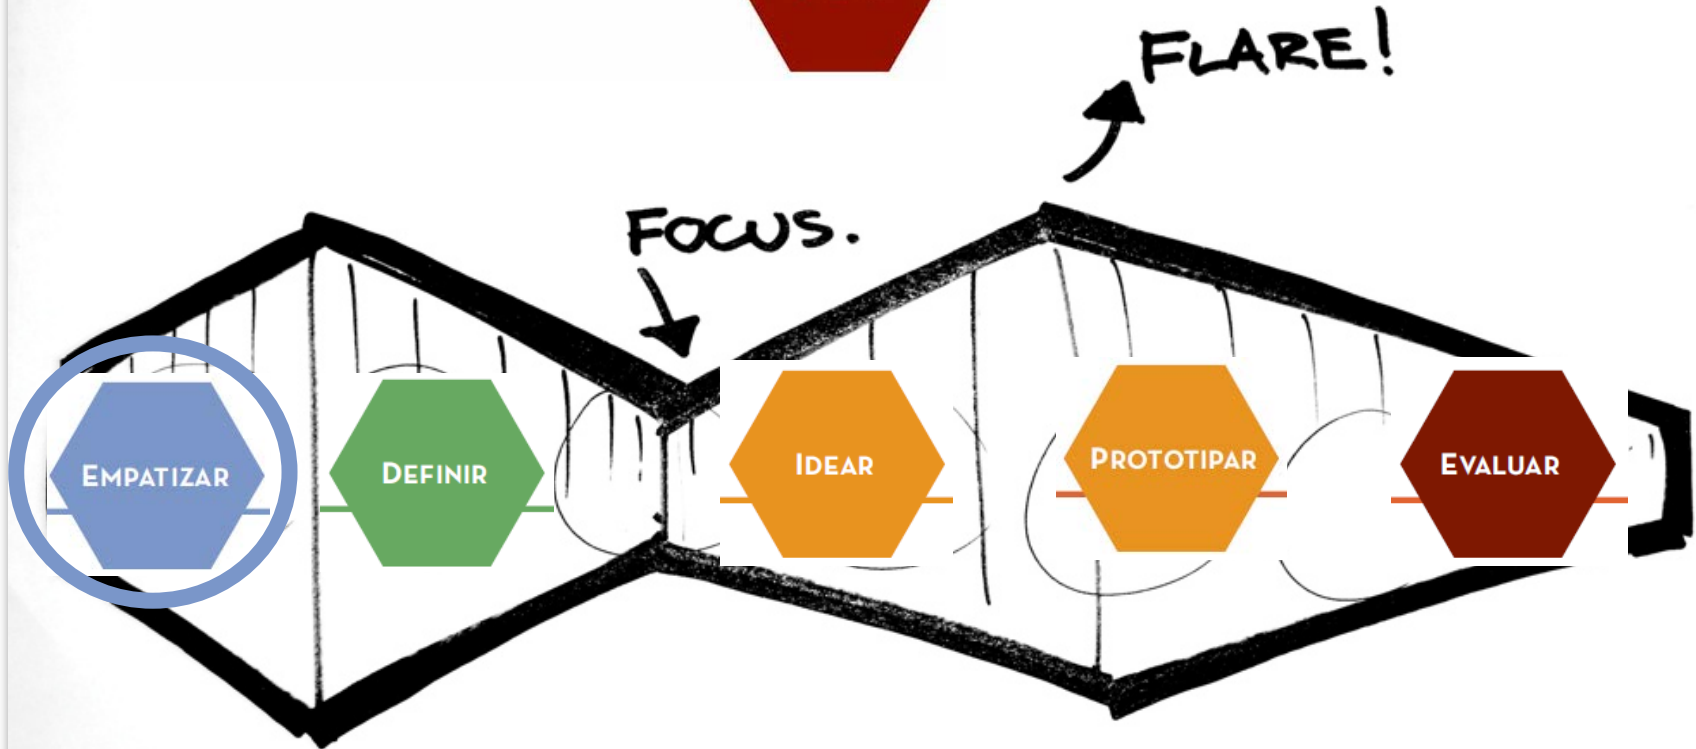 FLARE!
FOCUS.
EMPATIZAR
DEFINIR
IDEAR
PROTOTIPAR
EVALUAR